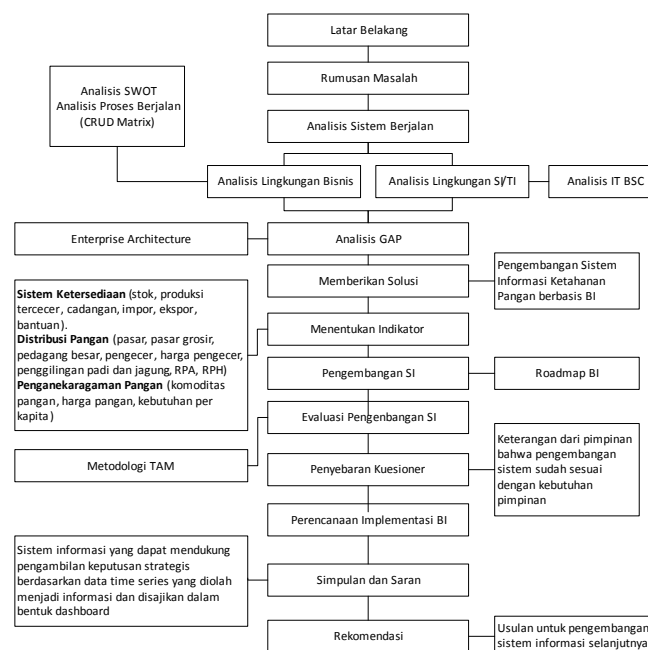 Latar Belakang
Rumusan Masalah
Analisis SWOT
Analisis Proses Berjalan
(CRUD Matrix)
Analisis Sistem Berjalan
Analisis Lingkungan Bisnis
Analisis Lingkungan SI/TI
Analisis IT BSC
Enterprise Architecture
Analisis GAP
Memberikan Solusi
Pengembangan Sistem
Informasi Ketahanan
Pangan berbasis BI
Sistem Ketersediaan (stok, produksi
tercecer, cadangan, impor, ekspor,
bantuan).
Distribusi Pangan (pasar, pasar grosir,
pedagang besar, pengecer, harga pengecer,
penggilingan padi dan jagung, RPA, RPH)
Penganekaragaman Pangan (komoditas
pangan, harga pangan, kebutuhan per
kapita)
Menentukan Indikator
Pengembangan SI
Roadmap BI
Evaluasi Pengenbangan SI
Metodologi TAM
Penyebaran Kuesioner
Keterangan dari pimpinan
bahwa pengembangan
sistem sudah sesuai
dengan kebutuhan
pimpinan
Perencanaan Implementasi BI
Sistem informasi yang dapat mendukung
pengambilan keputusan strategis
berdasarkan data time series yang diolah
menjadi informasi dan disajikan dalam
bentuk dashboard
Simpulan dan Saran
Rekomendasi
Usulan untuk pengembangan
sistem informasi selanjutnya